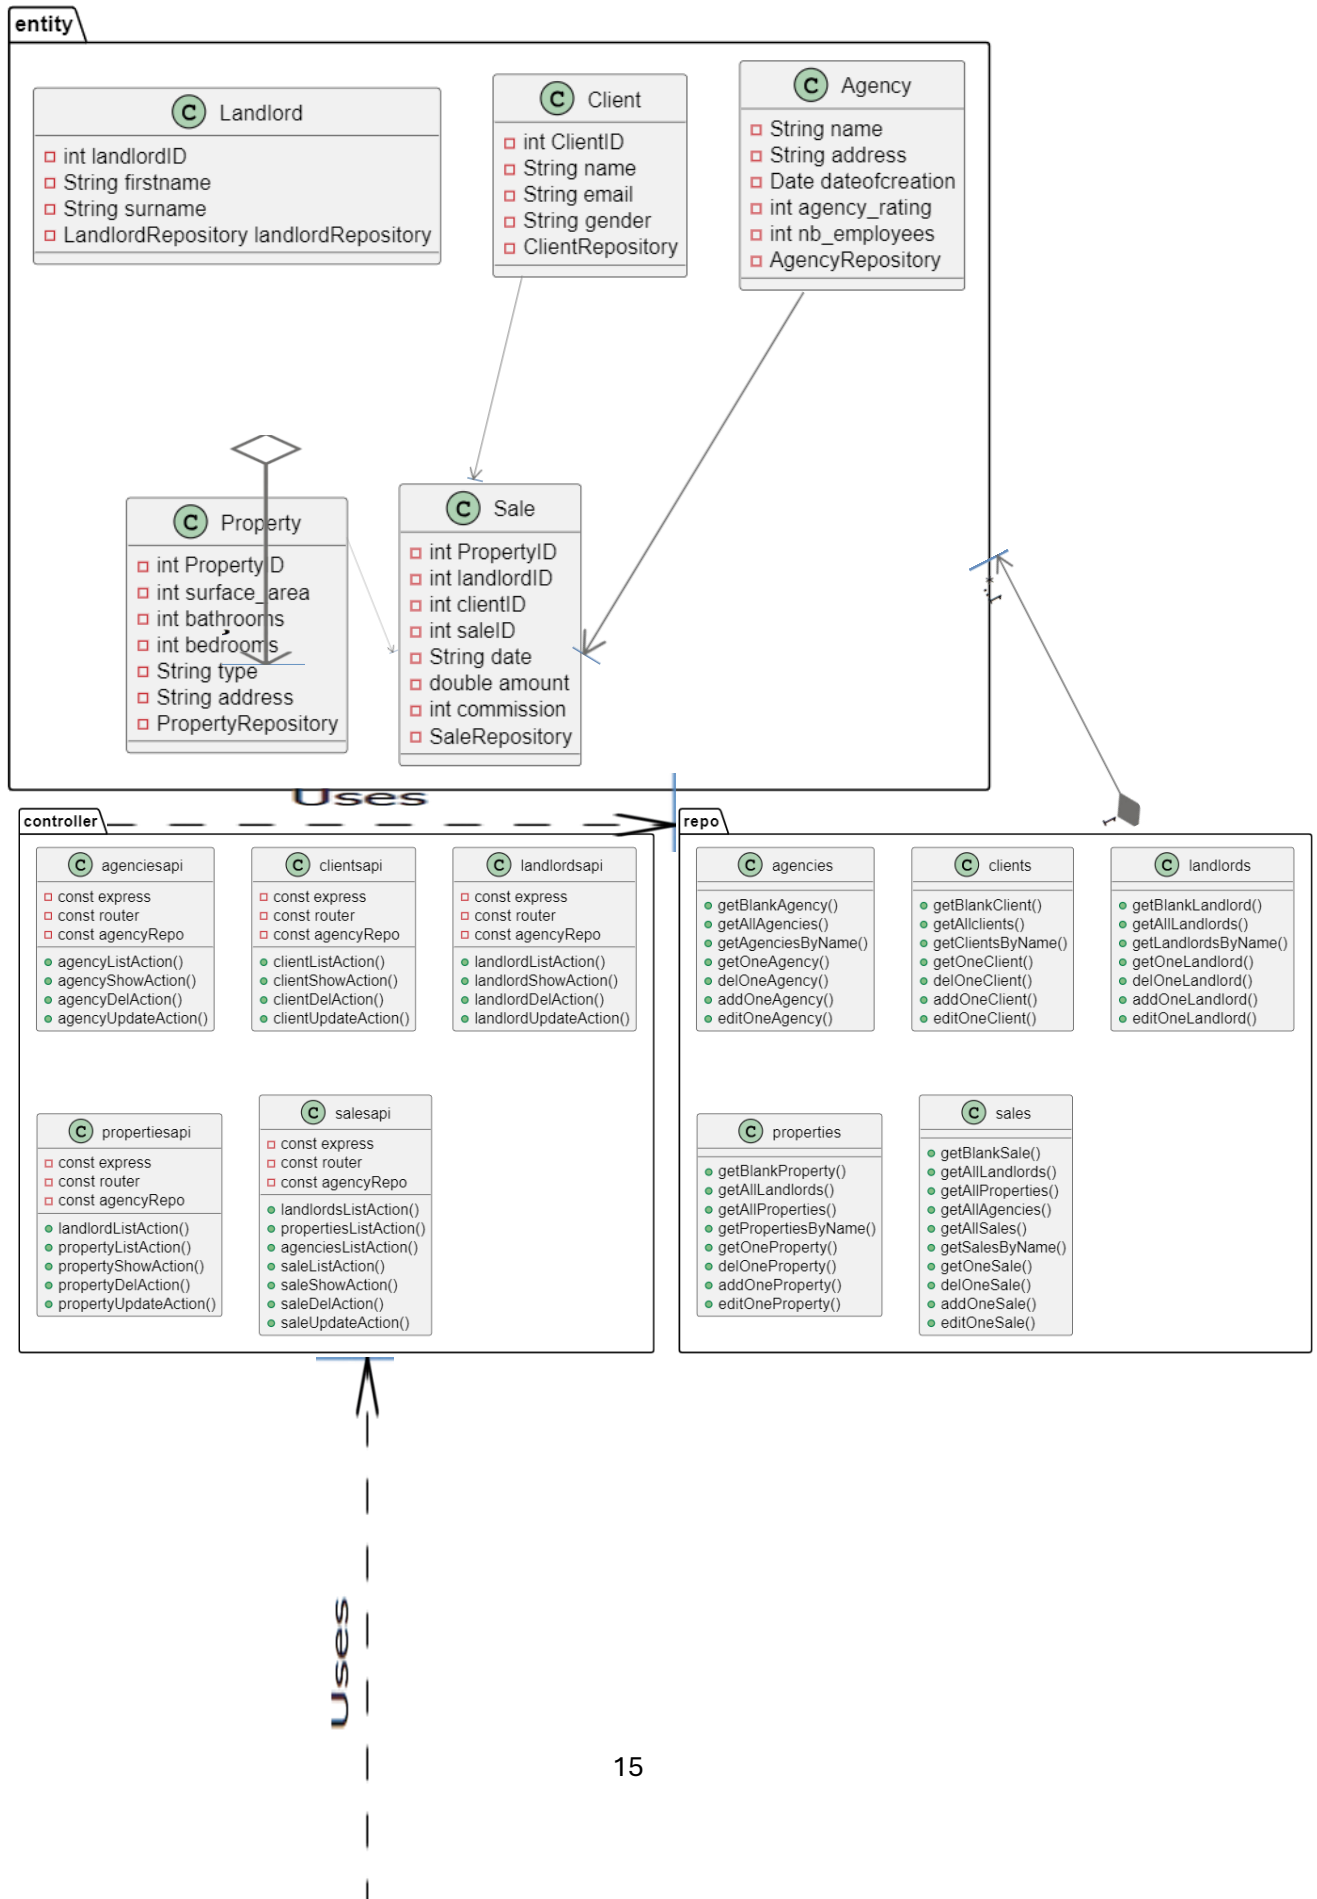 entity
C Landlord
int landlordID
String firstname
String surname
LandlordRepository landlordRepository
C Client
int ClientID
String name
String email
String gender
ClientRepository
C Agency
String name
String address
Date dateofcreation
int agency_rating
int nb_employees
AgencyRepository
C Property
int PropertyID
int surface_area
int bathrooms
int bedrooms
String type
String address
PropertyRepository
C Sale
int PropertyID
int landlordID
int clientID
int saleID
String date
double amount
int commission
SaleRepository
1..*
1
Uses
controller
C agenciesapi
const express
const router
const agencyRepo
agencyListAction()
agencyShowAction()
agencyDelAction()
agencyUpdateAction()
C clientsapi
const express
const router
const agencyRepo
clientListAction()
clientShowAction()
clientDelAction()
clientUpdateAction()
C landlordsapi
const express
const router
const agencyRepo
landlordListAction()
landlordShowAction()
landlordDelAction()
landlordUpdateAction()
C propertiesapi
const express
const router
const agencyRepo
landlordListAction()
propertyListAction()
propertyShowAction()
propertyDelAction()
propertyUpdateAction()
C salesapi
const express
const router
const agencyRepo
landlordsListAction()
propertiesListAction()
agenciesListAction()
saleListAction()
saleShowAction()
saleDelAction()
saleUpdateAction()
repo
C agencies
getBlankAgency()
getAllAgencies()
getAgenciesByName()
getOneAgency()
delOneAgency()
addOneAgency()
editOneAgency()
C clients
getBlankClient()
getAllclients()
getClientsByName()
getOneClient()
delOneClient()
addOneClient()
editOneClient()
C landlords
getBlankLandlord()
getAllLandlords()
getLandlordsByName()
getOneLandlord()
delOneLandlord()
addOneLandlord()
editOneLandlord()
C properties
getBlankProperty()
getAllLandlords()
getAllProperties()
getPropertiesByName()
getOneProperty()
delOneProperty()
addOneProperty()
editOneProperty()
C sales
getBlankSale()
getAllLandlords()
getAllProperties()
getAllAgencies()
getAllSales()
getSalesByName()
getOneSale()
delOneSale()
addOneSale()
editOneSale()
Uses
15